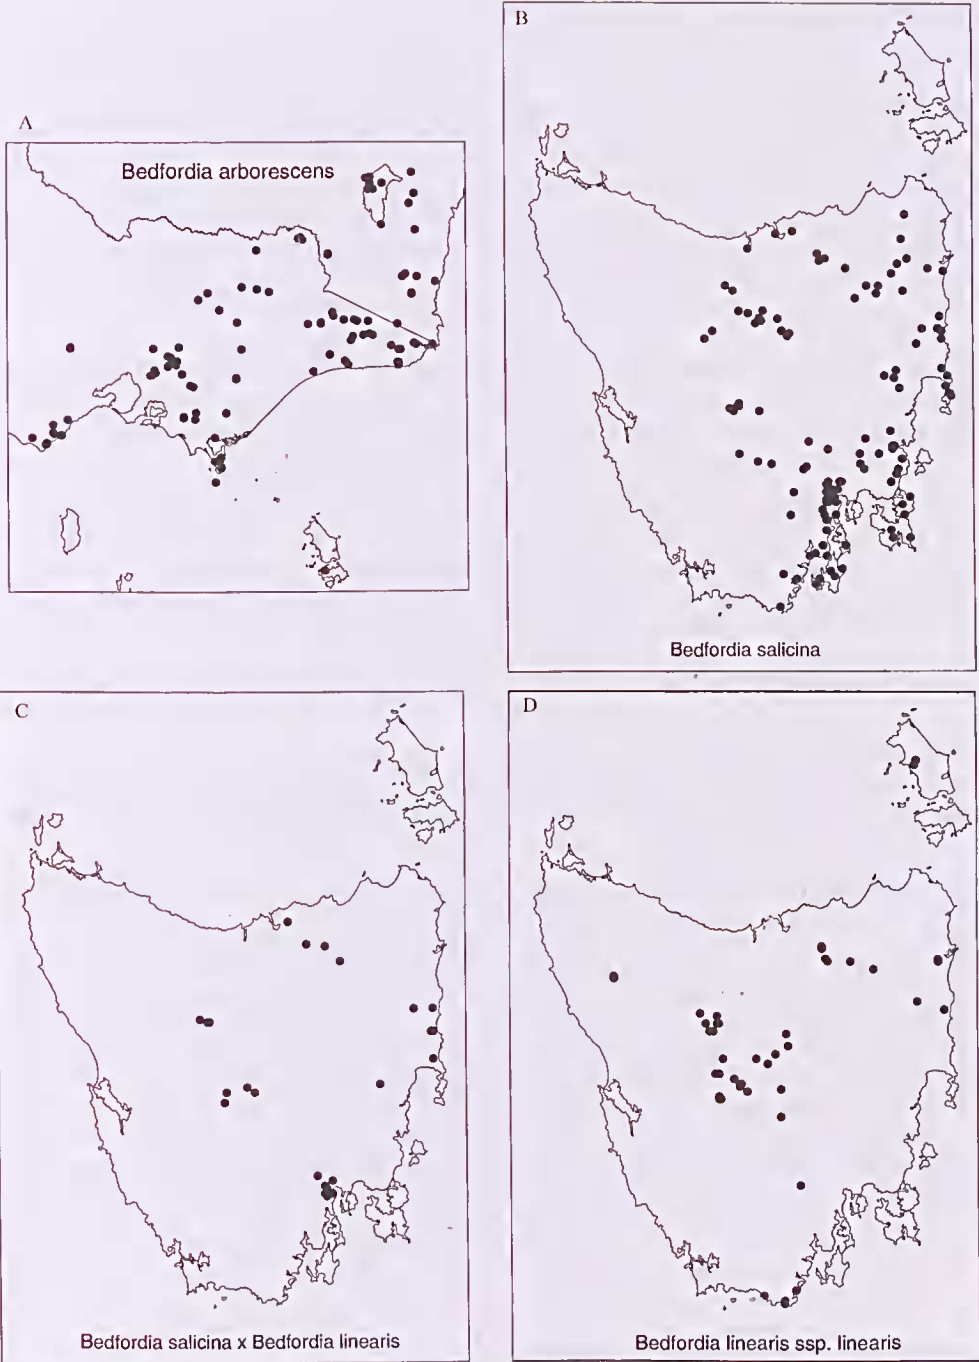 A
Bedfordia arborescens
B
Bedfordia salicina
C
Bedfordia salicina x Bedfordia linearis
D
Bedfordia linearis ssp. linearis